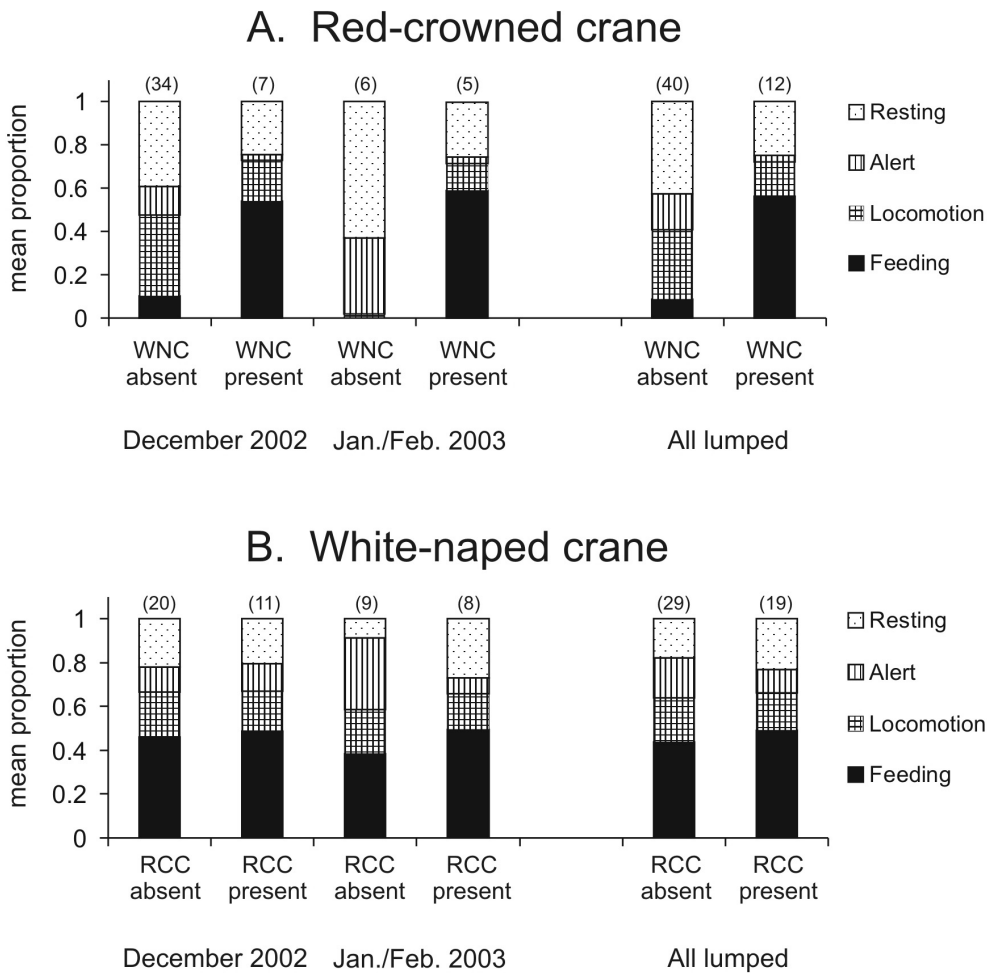 A. Red-crowned crane
(34) (7) (6) (5) (40) (12)
mean proportion
1
0.8
0.6
0.4
0.2
0
Resting
Alert
Locomotion
Feeding
WNC WNC WNC WNC WNC WNC
absent present absent present absent present
December 2002 Jan./Feb. 2003 All lumped
B. White-naped crane
(20) (11) (9) (8) (29) (19)
mean proportion
1
0.8
0.6
0.4
0.2
0
Resting
Alert
Locomotion
Feeding
RCC RCC RCC RCC RCC RCC
absent present absent present absent present
December 2002 Jan./Feb. 2003 All lumped